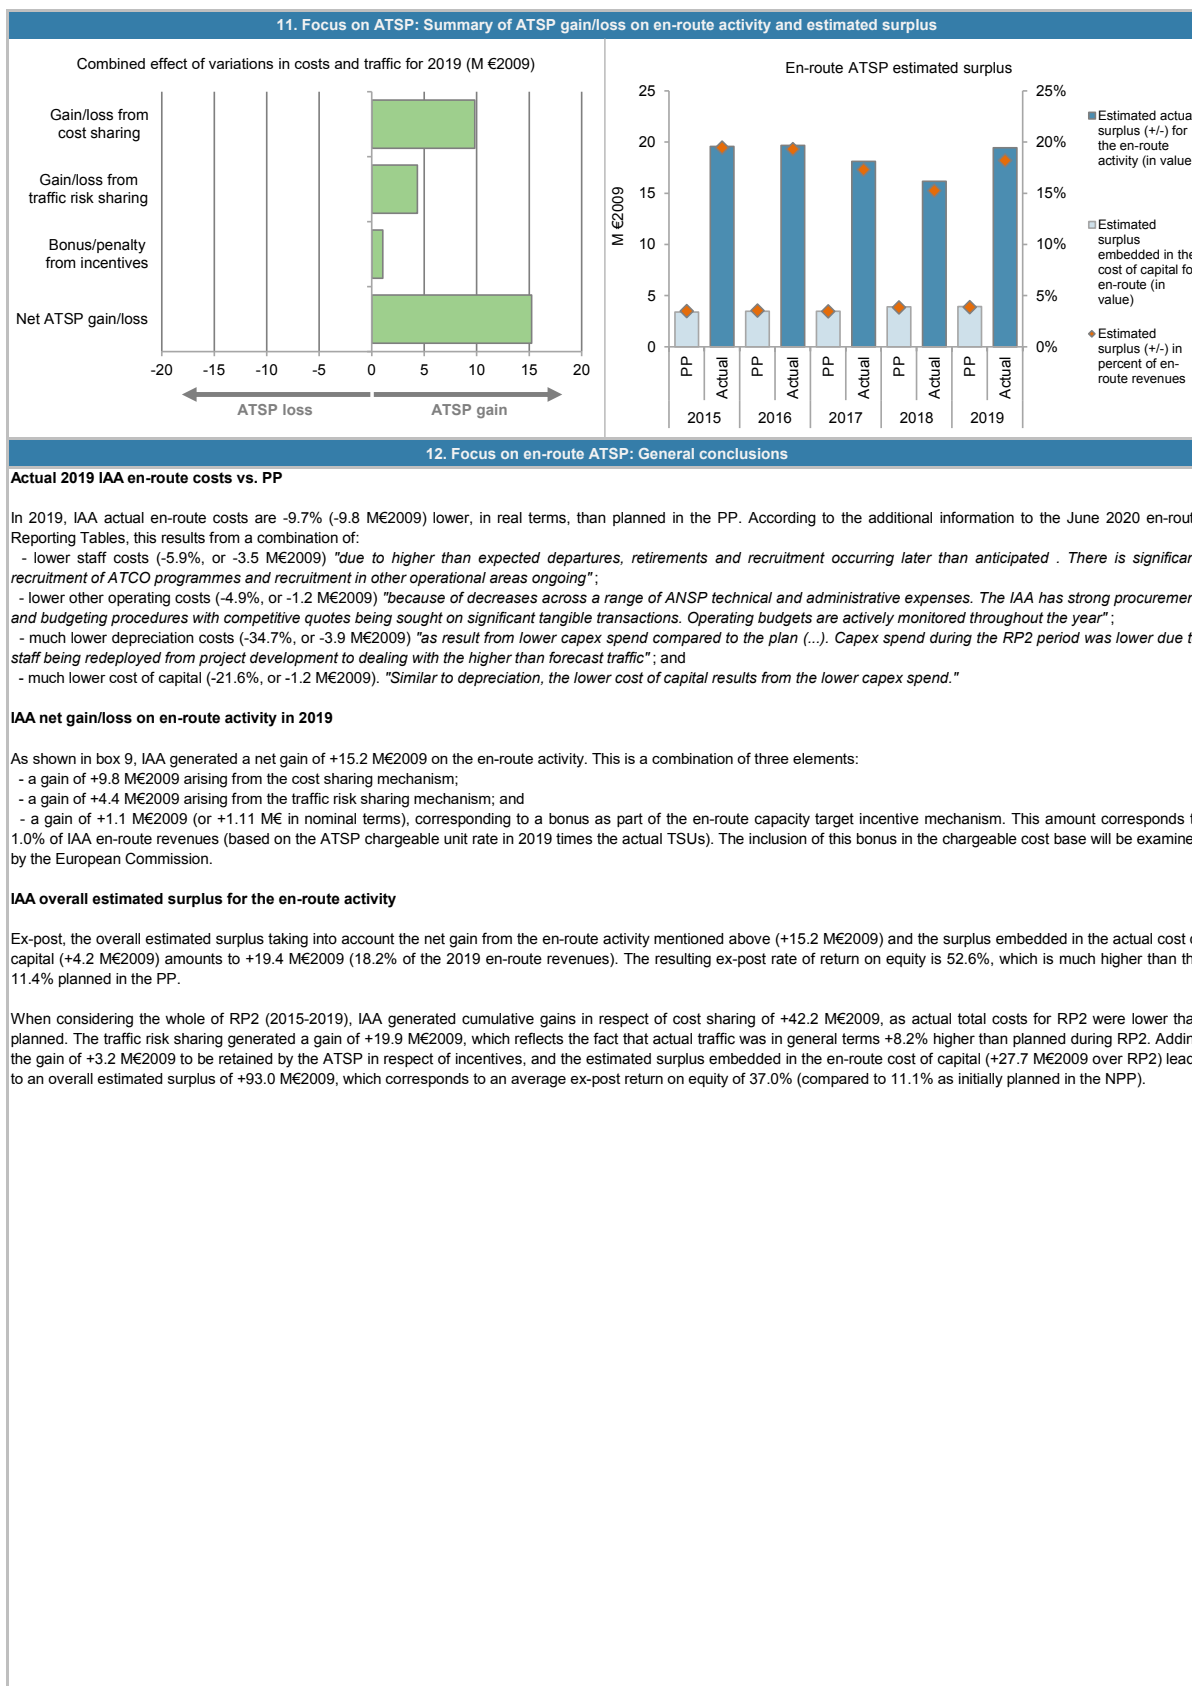 11. Focus on ATSP: Summary of ATSP gain/loss on en-route activity and estimated surplus
Combined effect of variations in costs and traffic for 2019 (M €2009)
Gain/loss from
cost sharing
Gain/loss from
traffic risk sharing
Bonus/penalty
from incentives
Net ATSP gain/loss
-20 -15 -10 -5 0 5 10 15 20
ATSP loss ATSP gain
En-route ATSP estimated surplus
M €2009
25
20
15
10
5
0
25%
20%
15%
10%
5%
0%
PP Actual PP Actual PP Actual PP Actual PP Actual
2015 2016 2017 2018 2019
Estimated actua
surplus (+/-) for
the en-route
activity (in value
Estimated
surplus
embedded in the
cost of capital fo
en-route (in
value)
Estimated
surplus (+/-) in
percent of en-
route revenues
12. Focus on en-route ATSP: General conclusions
Actual 2019 IAA en-route costs vs. PP
In 2019, IAA actual en-route costs are -9.7% (-9.8 M€2009) lower, in real terms, than planned in the PP. According to the additional information to the June 2020 en-rout
Reporting Tables, this results from a combination of:
- lower staff costs (-5.9%, or -3.5 M€2009) "due to higher than expected departures, retirements and recruitment occurring later than anticipated . There is significan
recruitment of ATCO programmes and recruitment in other operational areas ongoing" ;
- lower other operating costs (-4.9%, or -1.2 M€2009) "because of decreases across a range of ANSP technical and administrative expenses. The IAA has strong procuremen
and budgeting procedures with competitive quotes being sought on significant tangible transactions. Operating budgets are actively monitored throughout the year" ;
- much lower depreciation costs (-34.7%, or -3.9 M€2009) "as result from lower capex spend compared to the plan (...). Capex spend during the RP2 period was lower due t
staff being redeployed from project development to dealing with the higher than forecast traffic" ; and
- much lower cost of capital (-21.6%, or -1.2 M€2009). "Similar to depreciation, the lower cost of capital results from the lower capex spend."
IAA net gain/loss on en-route activity in 2019
As shown in box 9, IAA generated a net gain of +15.2 M€2009 on the en-route activity. This is a combination of three elements:
- a gain of +9.8 M€2009 arising from the cost sharing mechanism;
- a gain of +4.4 M€2009 arising from the traffic risk sharing mechanism; and
- a gain of +1.1 M€2009 (or +1.11 M€ in nominal terms), corresponding to a bonus as part of the en-route capacity target incentive mechanism. This amount corresponds t
1.0% of IAA en-route revenues (based on the ATSP chargeable unit rate in 2019 times the actual TSUs). The inclusion of this bonus in the chargeable cost base will be examine
by the European Commission.
IAA overall estimated surplus for the en-route activity
Ex-post, the overall estimated surplus taking into account the net gain from the en-route activity mentioned above (+15.2 M€2009) and the surplus embedded in the actual cost o
capital (+4.2 M€2009) amounts to +19.4 M€2009 (18.2% of the 2019 en-route revenues). The resulting ex-post rate of return on equity is 52.6%, which is much higher than th
11.4% planned in the PP.
When considering the whole of RP2 (2015-2019), IAA generated cumulative gains in respect of cost sharing of +42.2 M€2009, as actual total costs for RP2 were lower tha
planned. The traffic risk sharing generated a gain of +19.9 M€2009, which reflects the fact that actual traffic was in general terms +8.2% higher than planned during RP2. Addin
the gain of +3.2 M€2009 to be retained by the ATSP in respect of incentives, and the estimated surplus embedded in the en-route cost of capital (+27.7 M€2009 over RP2) lead
to an overall estimated surplus of +93.0 M€2009, which corresponds to an average ex-post return on equity of 37.0% (compared to 11.1% as initially planned in the NPP).